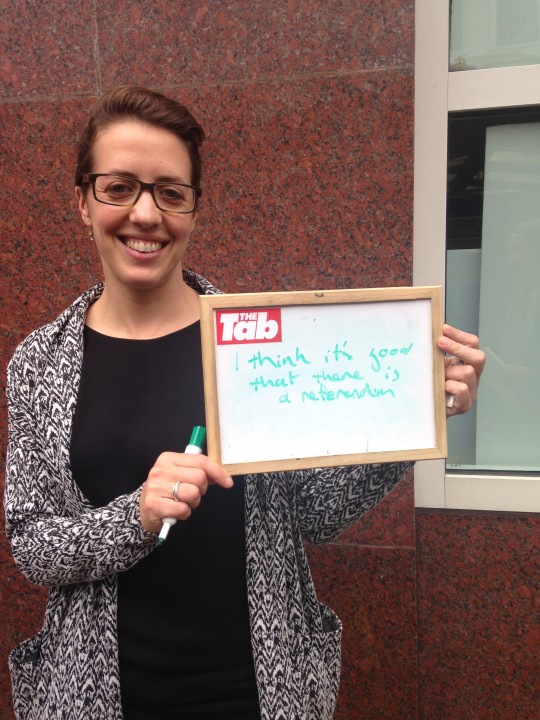 THE
Tab
I think it's good
that there is
a referendum